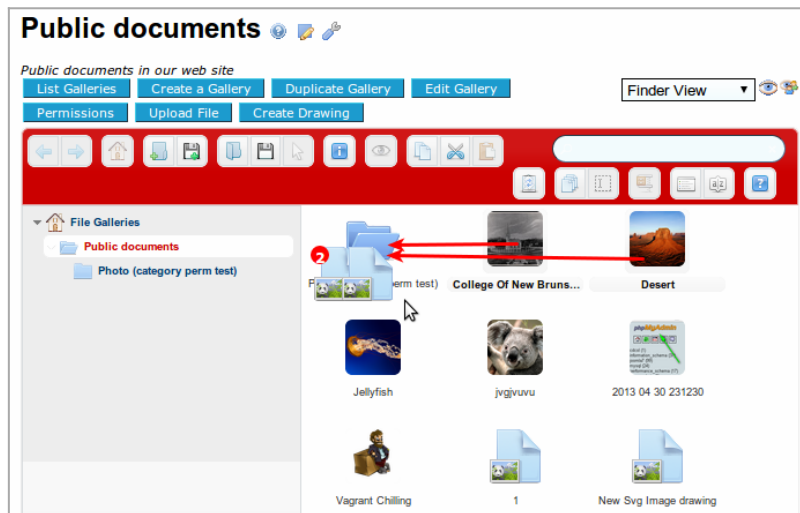 Public documents
Public documents in our web site
List Galleries Create a Gallery Duplicate Gallery Edit Gallery
Finder View
Permissions Upload File Create Drawing
File Galleries
Public documents
Photo (category perm test)
2
P erm test) College Of New Bruns... Desert
Jellyfish jvgjvuvu 2013 04 30 231230
Vagrant Chilling 1 New Svg Image drawing